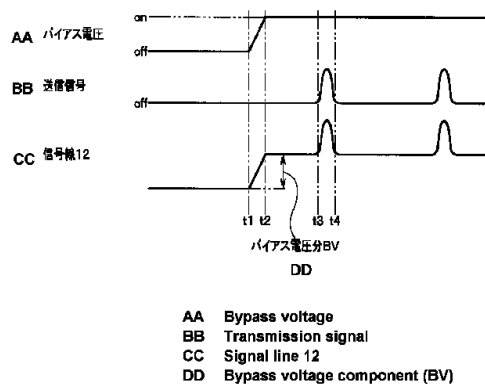 on
AA バイアス電圧
off
BB 送信信号
off
CC 信号線12
t1 t2 t3 t4
バイアス電圧分BV
DD
AA Bypass voltage
BB Transmission signal
CC Signal line 12
DD Bypass voltage component (BV)